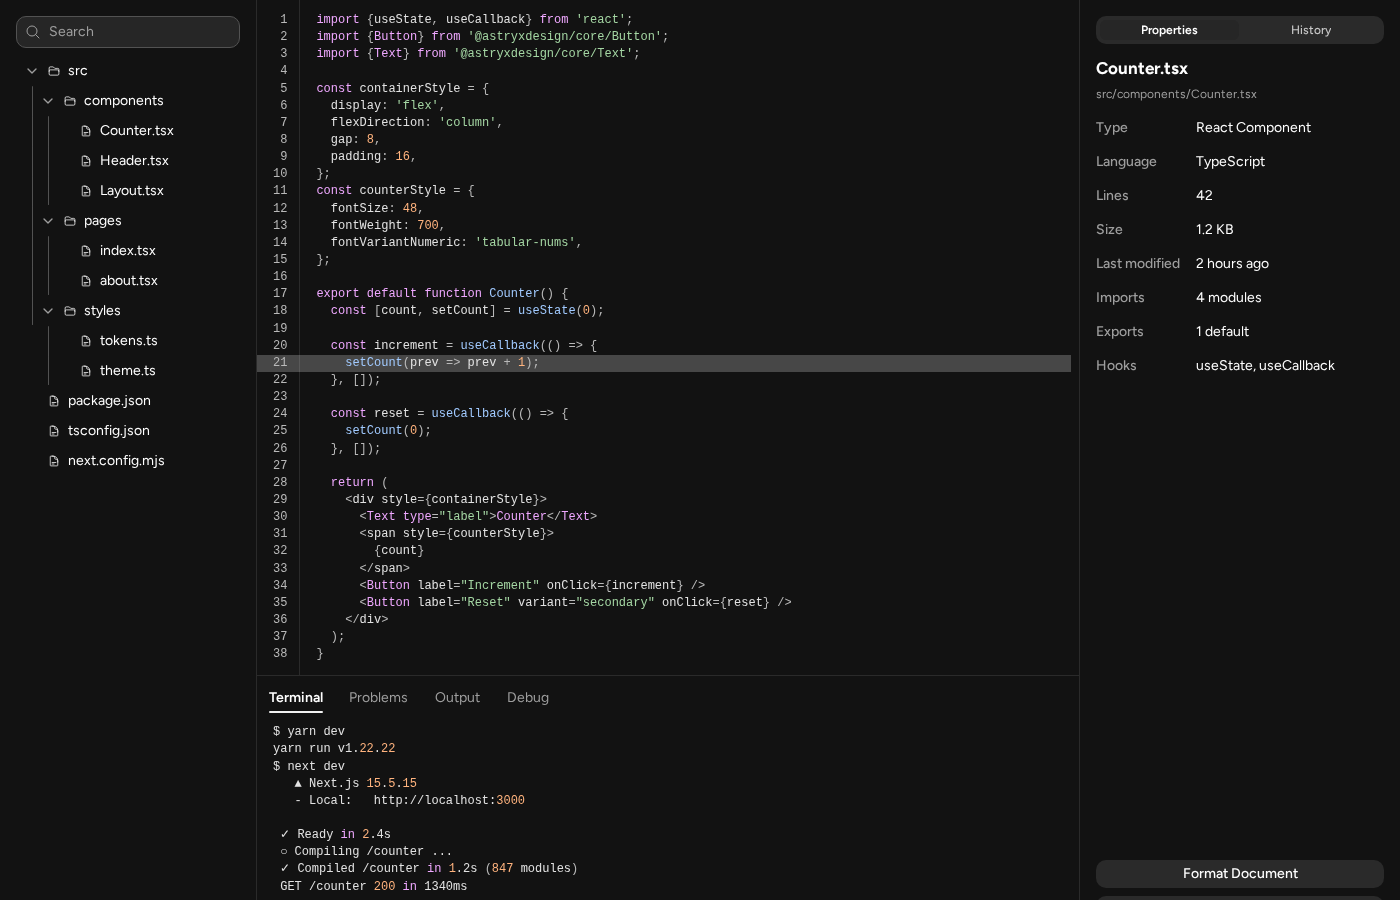 Search
src
components
Counter.tsx
Header.tsx
Layout.tsx
pages
index.tsx
about.tsx
styles
tokens.ts
theme.ts
package.json
tsconfig.json
next.config.mjs
1 import {useState, useCallback} from 'react';
2 import {Button} from '@astryxdesign/core/Button';
3 import {Text} from '@astryxdesign/core/Text';
4
5 const containerStyle = {
6   display: 'flex',
7   flexDirection: 'column',
8   gap: 8,
9   padding: 16,
10 };
11 const counterStyle = {
12   fontSize: 48,
13   fontWeight: 700,
14   fontVariantNumeric: 'tabular-nums',
15 };
16
17 export default function Counter() {
18   const [count, setCount] = useState(0);
19
20   const increment = useCallback(() => {
21     setCount(prev => prev + 1);
22   }, []);
23
24   const reset = useCallback(() => {
25     setCount(0);
26   }, []);
27
28   return (
29     <div style={containerStyle}>
30       <Text type="label">Counter</Text>
31       <span style={counterStyle}>
32         {count}
33       </span>
34       <Button label="Increment" onClick={increment} />
35       <Button label="Reset" variant="secondary" onClick={reset} />
36     </div>
37   );
38 }
Terminal Problems Output Debug
$ yarn dev
yarn run v1.22.22
$ next dev
   ▲ Next.js 15.5.15
   - Local:   http://localhost:3000
 ✓ Ready in 2.4s
 ○ Compiling /counter ...
 ✓ Compiled /counter in 1.2s (847 modules)
 GET /counter 200 in 1340ms
Properties History
Counter.tsx
src/components/Counter.tsx
Type React Component
Language TypeScript
Lines 42
Size 1.2 KB
Last modified 2 hours ago
Imports 4 modules
Exports 1 default
Hooks useState, useCallback
Format Document